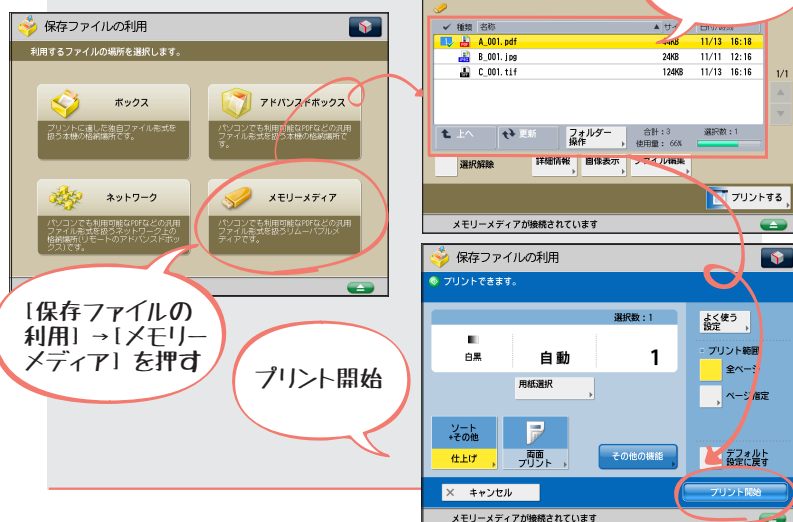 保存ファイルの利用
利用するファイルの場所を選択します。
ボックス
プリントに適した独自ファイル形式を
扱う本機の格納場所です。
アドバンスドボックス
パソコンでも利用可能なPDFなどの汎用
ファイル形式を扱う本機の格納場所で
す。
ネットワーク
パソコンでも利用可能なPDFなどの汎用
ファイル形式を扱うネットワーク上の
格納場所(リモートのアドバンスドボッ
クス)です。
メモリーメディア
パソコンでも利用可能なPDFなどの汎用
ファイル形式を扱うリムーバブルメ
ディアです。
[保存ファイルの
利用] →[メモリー
メディア] を押す
プリント開始
種類 名称 ▲ サイ
1 A_001.pdf 44KB 11/13 16:18
B_001.jpg 24KB 11/11 12:16
C_001.tif 124KB 11/13 16:16
1/1
上へ
更新
フォルダー
操作
合計:3 選択数:1
使用量: 66%
選択解除
詳細情報
画像表示
ファイル編集
プリントする
メモリーメディアが接続されています
保存ファイルの利用
プリントできます。
選択数:1
白黒 自動 1
用紙選択
ソート
+その他
仕上げ
両面
プリント
その他の機能
よく使う
設定
プリント範囲
全ページ
ページ指定
デフォルト
設定に戻す
× キャンセル
プリント開始
メモリーメディアが接続されています